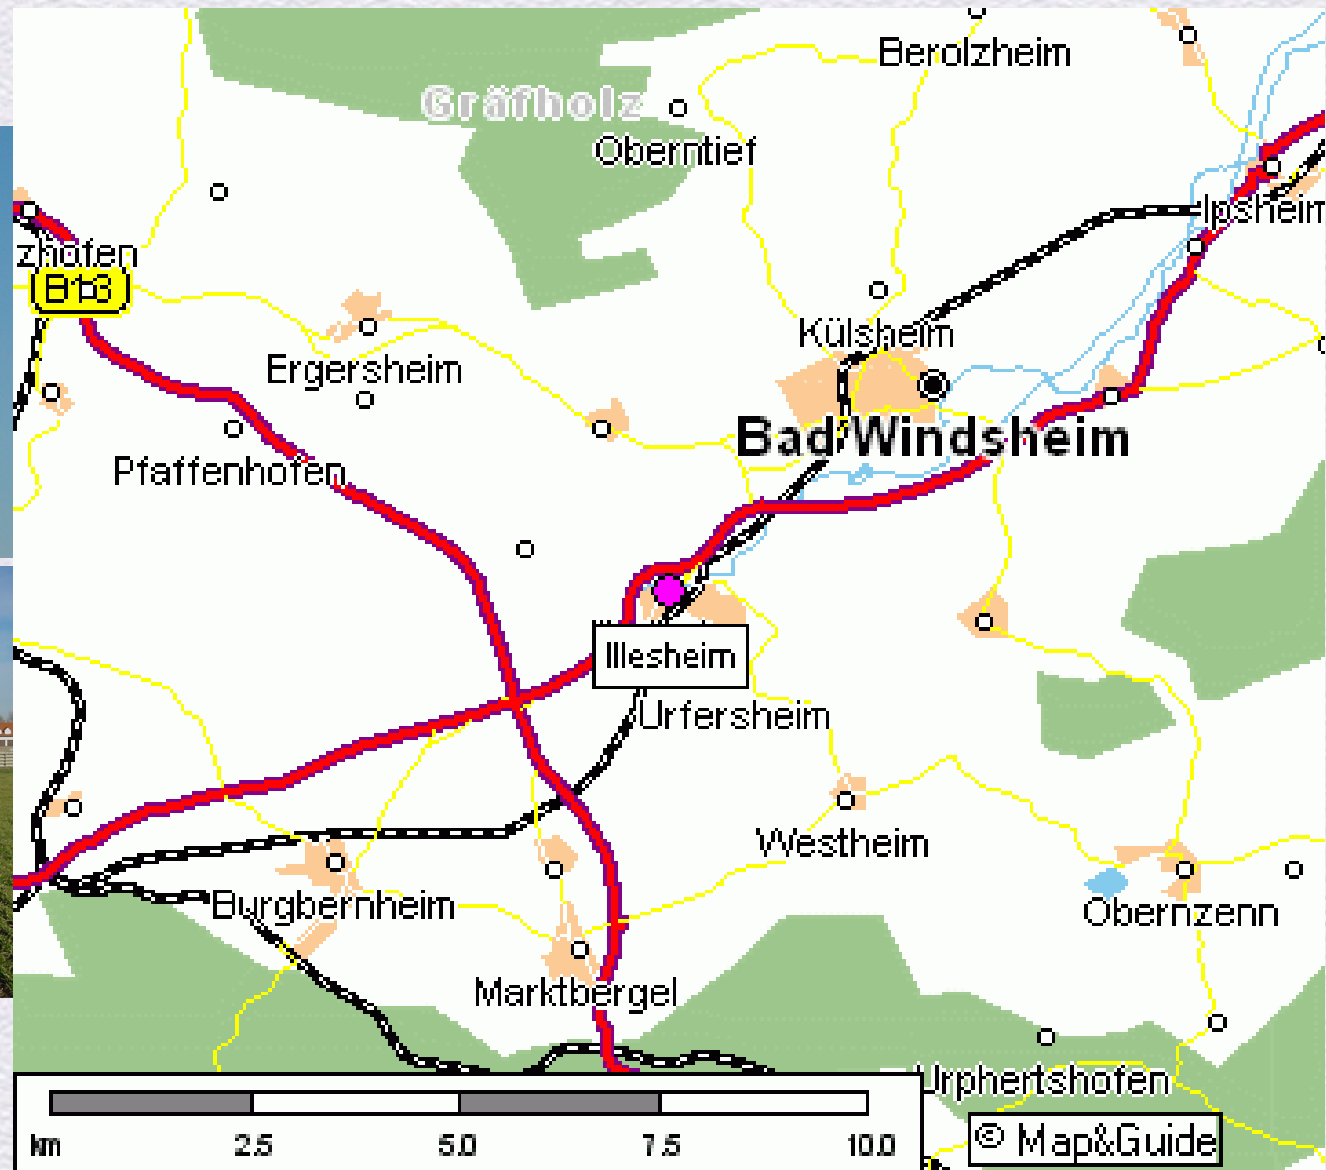 Berolzheim
Gräfholz
Oberntief
Ipsheim
zhofen
B13
Külsheim
Ergersheim
Bad Windsheim
Pfaffenhofen
Illesheim
Urfersheim
Westheim
Burgbernheim
Obernzenn
Marktbergel
Urphertshofen
km 2.5 5.0 7.5 10.0
© Map&Guide